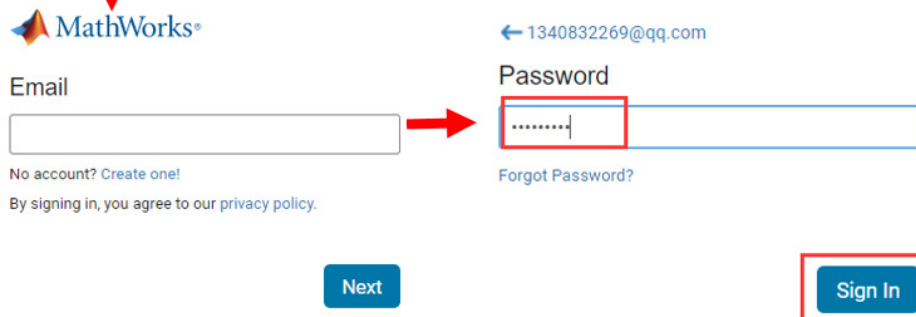 MathWorks®
Email
No account? Create one!
By signing in, you agree to our privacy policy.
Next
1340832269@qq.com
Password
•••••••••
Forgot Password?
Sign In